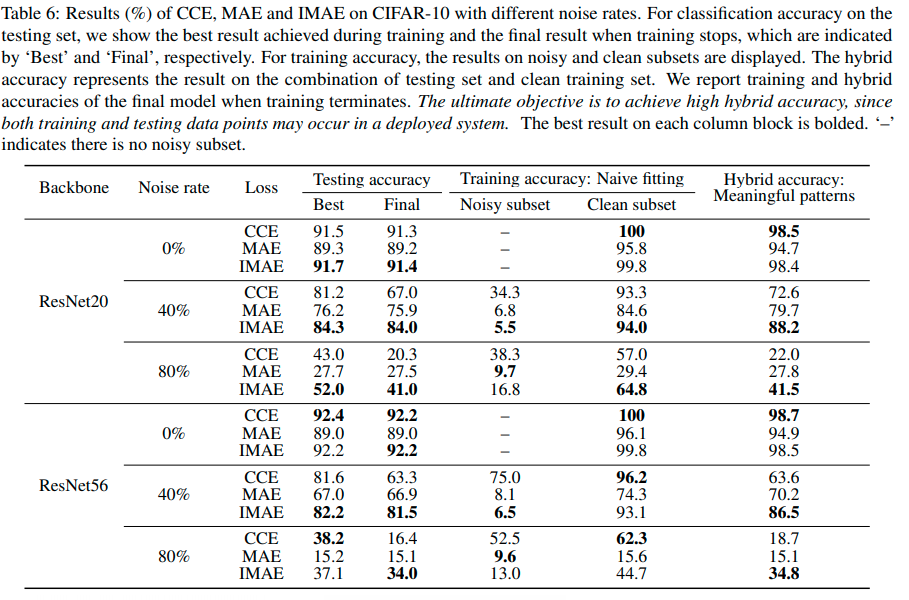 Table 6: Results (%) of CCE, MAE and IMAE on CIFAR-10 with different noise rates. For classification accuracy on the
testing set, we show the best result achieved during training and the final result when training stops, which are indicated
by ‘Best’ and ‘Final’, respectively. For training accuracy, the results on noisy and clean subsets are displayed. The hybrid
accuracy represents the result on the combination of testing set and clean training set. We report training and hybrid
accuracies of the final model when training terminates. The ultimate objective is to achieve high hybrid accuracy, since
both training and testing data points may occur in a deployed system. The best result on each column block is bolded. ‘–’
indicates there is no noisy subset.
Backbone Noise rate Loss Testing accuracy Training accuracy: Naive fitting Hybrid accuracy:
Best Final Noisy subset Clean subset Meaningful patterns
CCE 91.5 91.3 – 100 98.5
0% MAE 89.3 89.2 – 95.8 94.7
IMAE 91.7 91.4 – 99.8 98.4
CCE 81.2 67.0 34.3 93.3 72.6
ResNet20 40% MAE 76.2 75.9 6.8 84.6 79.7
IMAE 84.3 84.0 5.5 94.0 88.2
CCE 43.0 20.3 38.3 57.0 22.0
80% MAE 27.7 27.5 9.7 29.4 27.8
IMAE 52.0 41.0 16.8 64.8 41.5
CCE 92.4 92.2 – 100 98.7
0% MAE 89.0 89.0 – 96.1 94.9
IMAE 92.2 92.2 – 99.8 98.5
CCE 81.6 63.3 75.0 96.2 63.6
ResNet56 40% MAE 67.0 66.9 8.1 74.3 70.2
IMAE 82.2 81.5 6.5 93.1 86.5
CCE 38.2 16.4 52.5 62.3 18.7
80% MAE 15.2 15.1 9.6 15.6 15.1
IMAE 37.1 34.0 13.0 44.7 34.8